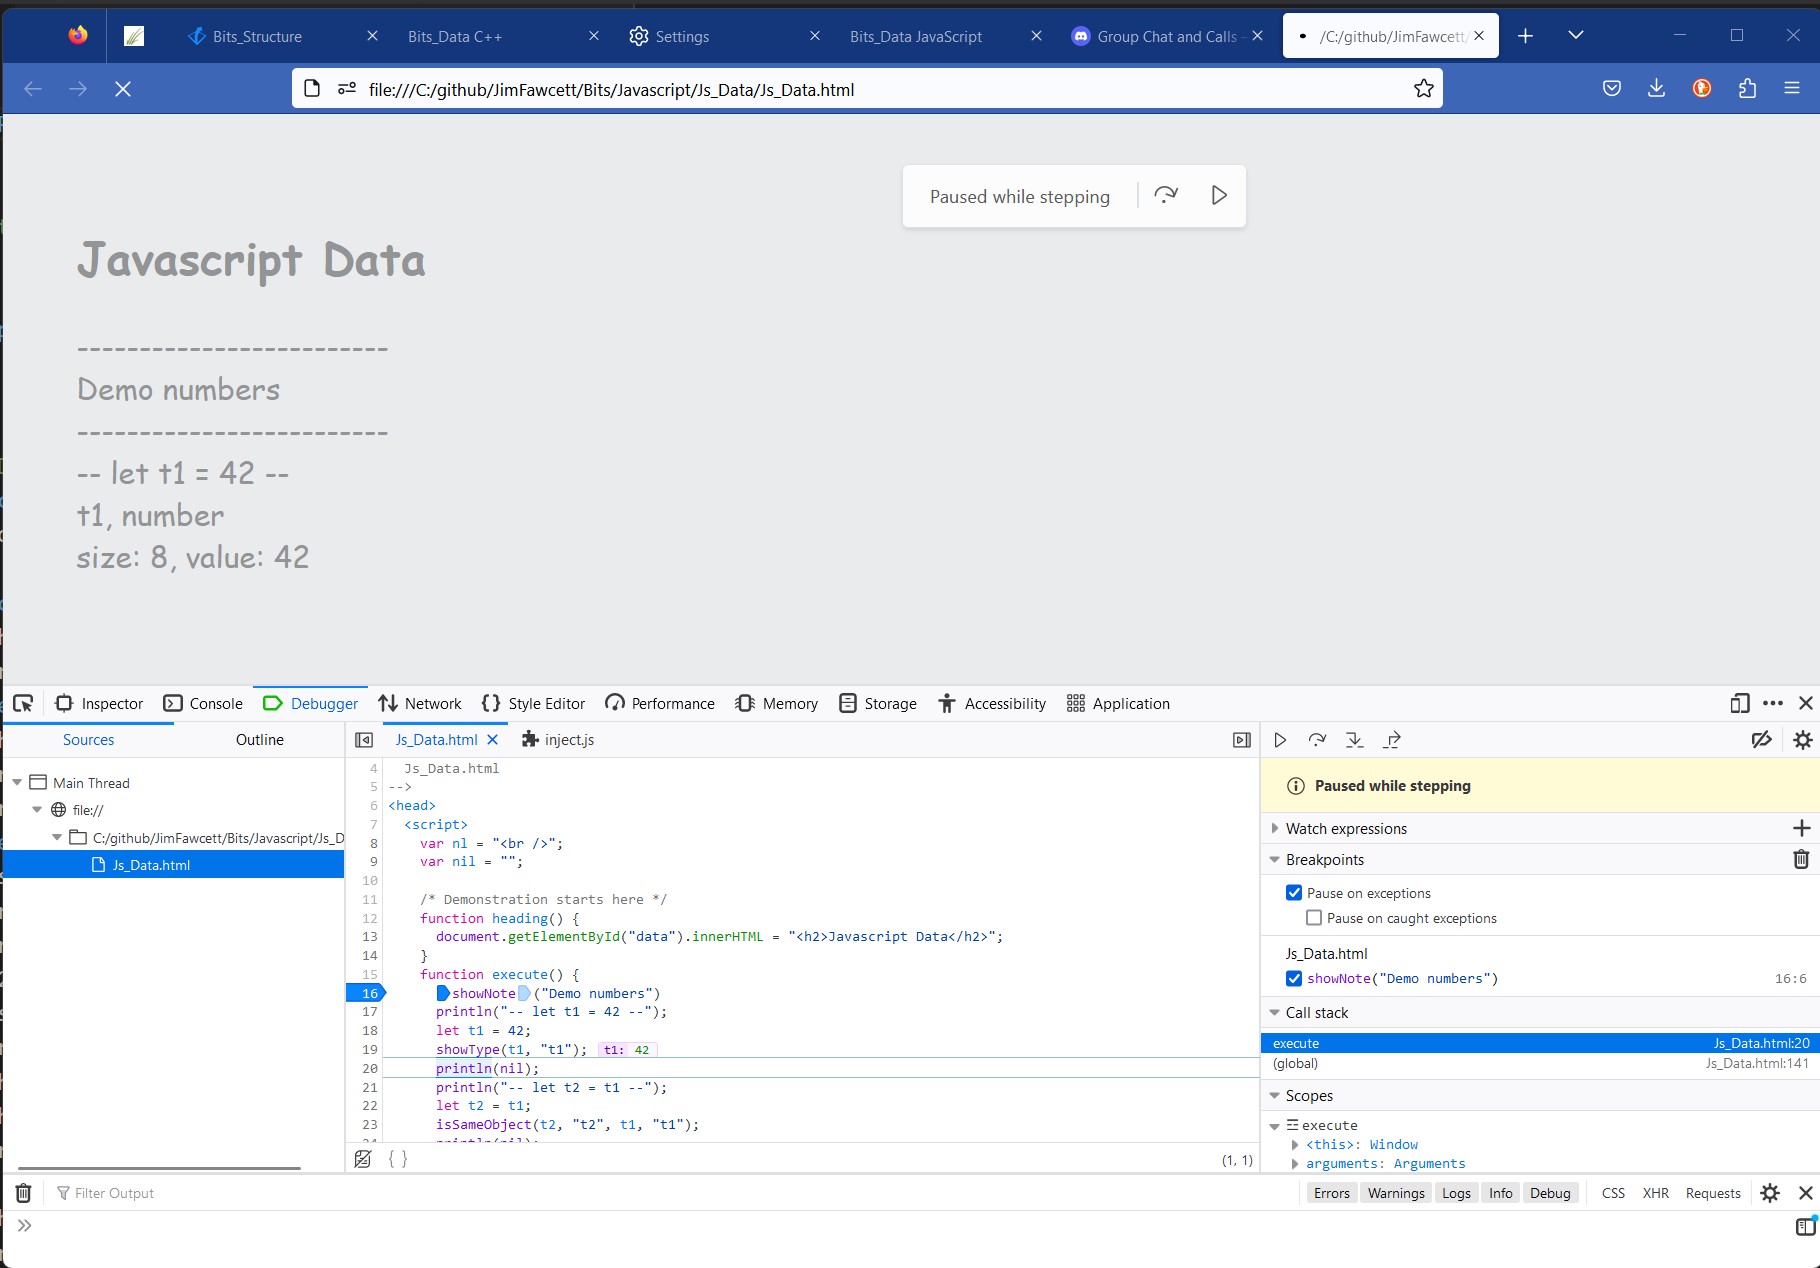 Bits_Structure
Bits_Data C++
Settings
Bits_Data JavaScript
Group Chat and Calls -
/C:/github/JimFawcett/
file:///C:/github/JimFawcett/Bits/Javascript/Js_Data/Js_Data.html
Paused while stepping
Javascript Data
-------------------------
Demo numbers
-------------------------
-- let t1 = 42 --
t1, number
size: 8, value: 42
Inspector Console Debugger Network {} Style Editor Performance Memory Storage Accessibility Application
Sources Outline
Main Thread
file://
C:/github/JimFawcett/Bits/Javascript/Js_D
Js_Data.html
Js_Data.html inject.js
4 Js_Data.html
5 -->
6 <head>
7 <script>
8 var nl = "<br />";
9 var nil = "";
10
11 /* Demonstration starts here */
12 function heading() {
13 document.getElementById("data").innerHTML = "<h2>Javascript Data</h2>";
14 }
15 function execute() {
16 showNote("Demo numbers")
17 println("-- let t1 = 42 --");
18 let t1 = 42;
19 showType(t1, "t1"); t1: 42
20 println(nil);
21 println("-- let t2 = t1 --");
22 let t2 = t1;
23 isSameObject(t2, "t2", t1, "t1");
24 println(nil);
{ } (1, 1)
Paused while stepping
Watch expressions
Breakpoints
Pause on exceptions
Pause on caught exceptions
Js_Data.html
showNote("Demo numbers") 16:6
Call stack
execute Js_Data.html:20
(global) Js_Data.html:141
Scopes
execute
<this>: Window
arguments: Arguments
Filter Output
Errors Warnings Logs Info Debug CSS XHR Requests